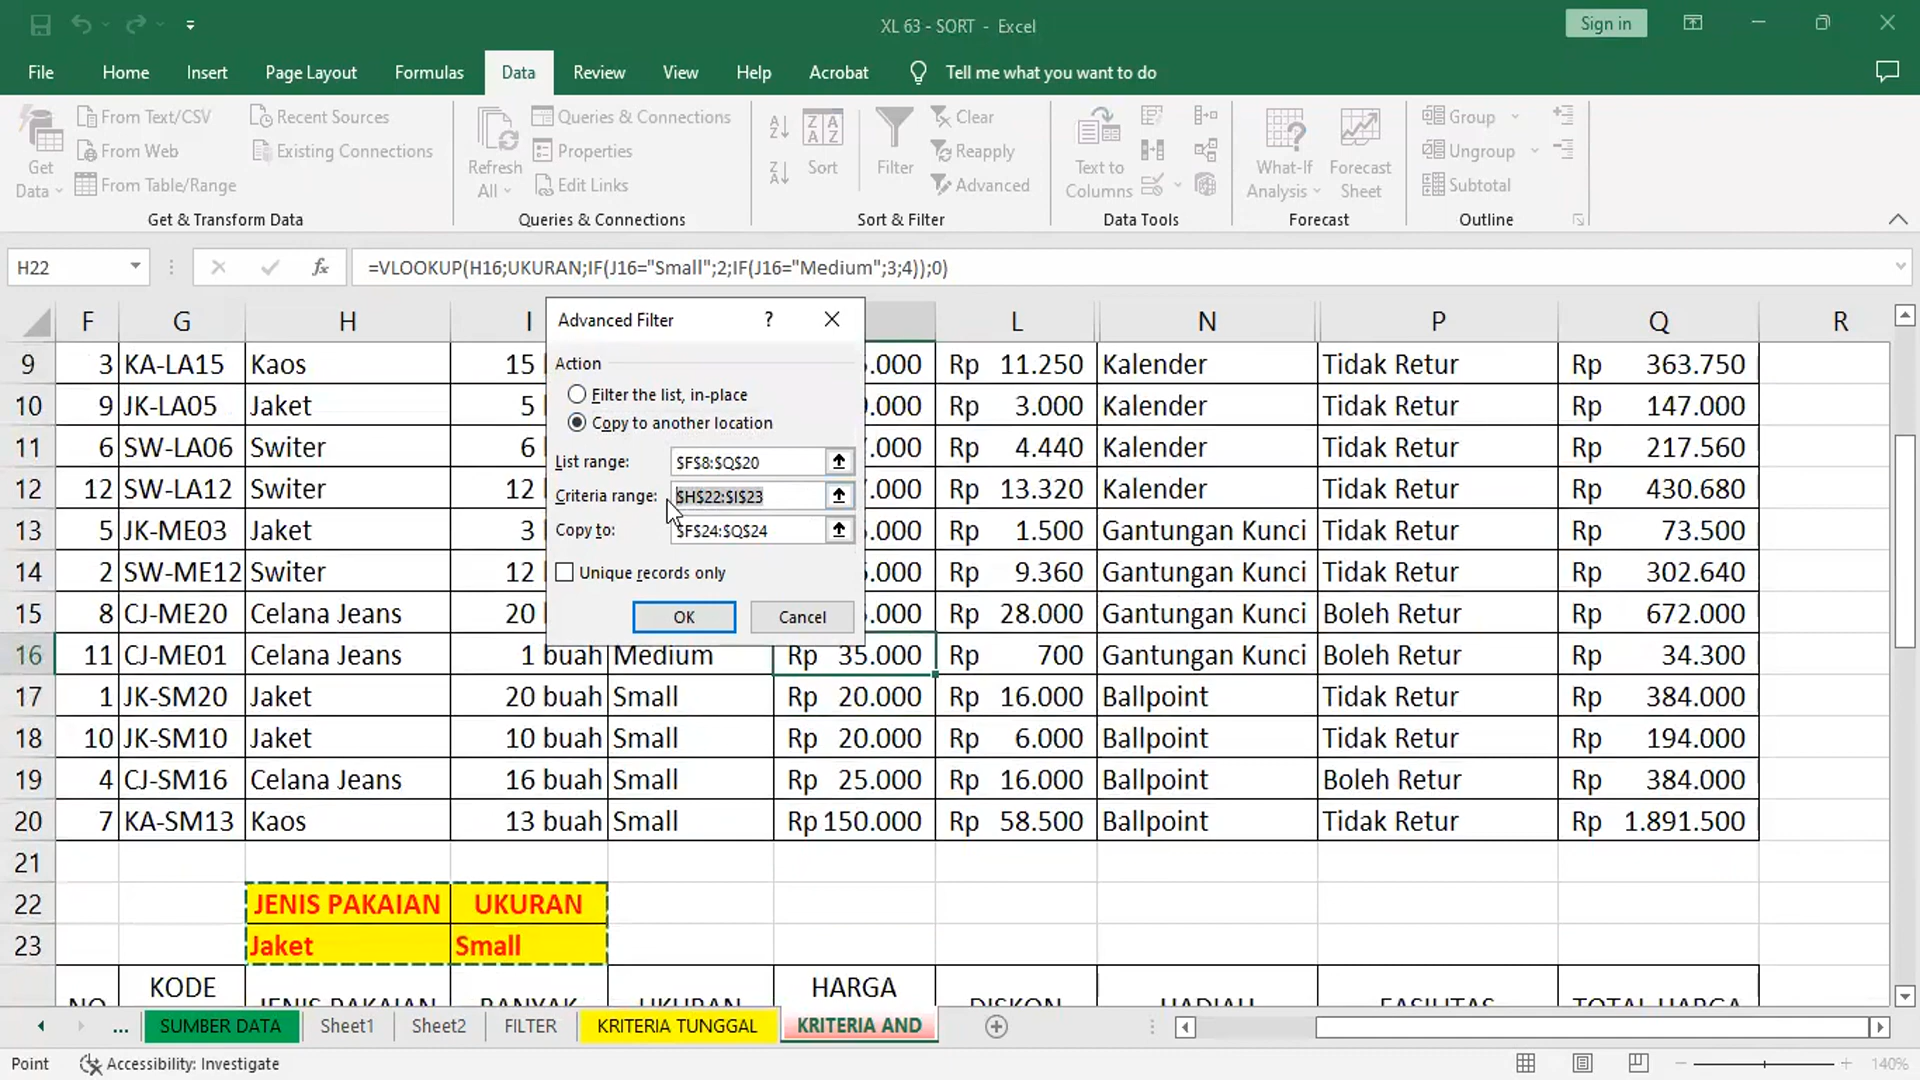 XL 63 - SORT - Excel
Sign in
File Home Insert Page Layout Formulas Data Review View Help Acrobat Tell me what you want to do
Get Data
From Text/CSV
From Web
From Table/Range
Recent Sources
Existing Connections
Get & Transform Data
Refresh All
Queries & Connections
Properties
Edit Links
Queries & Connections
Sort
Filter
Clear
Reapply
Advanced
Sort & Filter
Text to Columns
Data Tools
What-If Analysis
Forecast Sheet
Forecast
Group
Ungroup
Subtotal
Outline
H22 fx =VLOOKUP(H16;UKURAN;IF(J16="Small";2;IF(J16="Medium";3;4));0)
F G H I L N P Q R
9 3 KA-LA15 Kaos 15 .000 Rp 11.250 Kalender Tidak Retur Rp 363.750
10 9 JK-LA05 Jaket 5 .000 Rp 3.000 Kalender Tidak Retur Rp 147.000
11 6 SW-LA06 Switer 6 .000 Rp 4.440 Kalender Tidak Retur Rp 217.560
12 12 SW-LA12 Switer 12 .000 Rp 13.320 Kalender Tidak Retur Rp 430.680
13 5 JK-ME03 Jaket 3 .000 Rp 1.500 Gantungan Kunci Tidak Retur Rp 73.500
14 2 SW-ME12 Switer 12 .000 Rp 9.360 Gantungan Kunci Tidak Retur Rp 302.640
15 8 CJ-ME20 Celana Jeans 20 .000 Rp 28.000 Gantungan Kunci Boleh Retur Rp 672.000
16 11 CJ-ME01 Celana Jeans 1 buah Medium Rp 35.000 Rp 700 Gantungan Kunci Boleh Retur Rp 34.300
17 1 JK-SM20 Jaket 20 buah Small Rp 20.000 Rp 16.000 Ballpoint Tidak Retur Rp 384.000
18 10 JK-SM10 Jaket 10 buah Small Rp 20.000 Rp 6.000 Ballpoint Tidak Retur Rp 194.000
19 4 CJ-SM16 Celana Jeans 16 buah Small Rp 25.000 Rp 16.000 Ballpoint Boleh Retur Rp 384.000
20 7 KA-SM13 Kaos 13 buah Small Rp 150.000 Rp 58.500 Ballpoint Tidak Retur Rp 1.891.500
21
22 JENIS PAKAIAN UKURAN
23 Jaket Small
NO KODE JENIS PAKAIAN BANYAK UKURAN HARGA DISKON HADIAH FASILITAS TOTAL HARGA
Advanced Filter ?
Action
Filter the list, in-place
Copy to another location
List range: $F$8:$Q$20
Criteria range: $H$22:$I$23
Copy to: $F$24:$Q$24
Unique records only
OK Cancel
... SUMBER DATA Sheet1 Sheet2 FILTER KRITERIA TUNGGAL KRITERIA AND
Point Accessibility: Investigate 140%